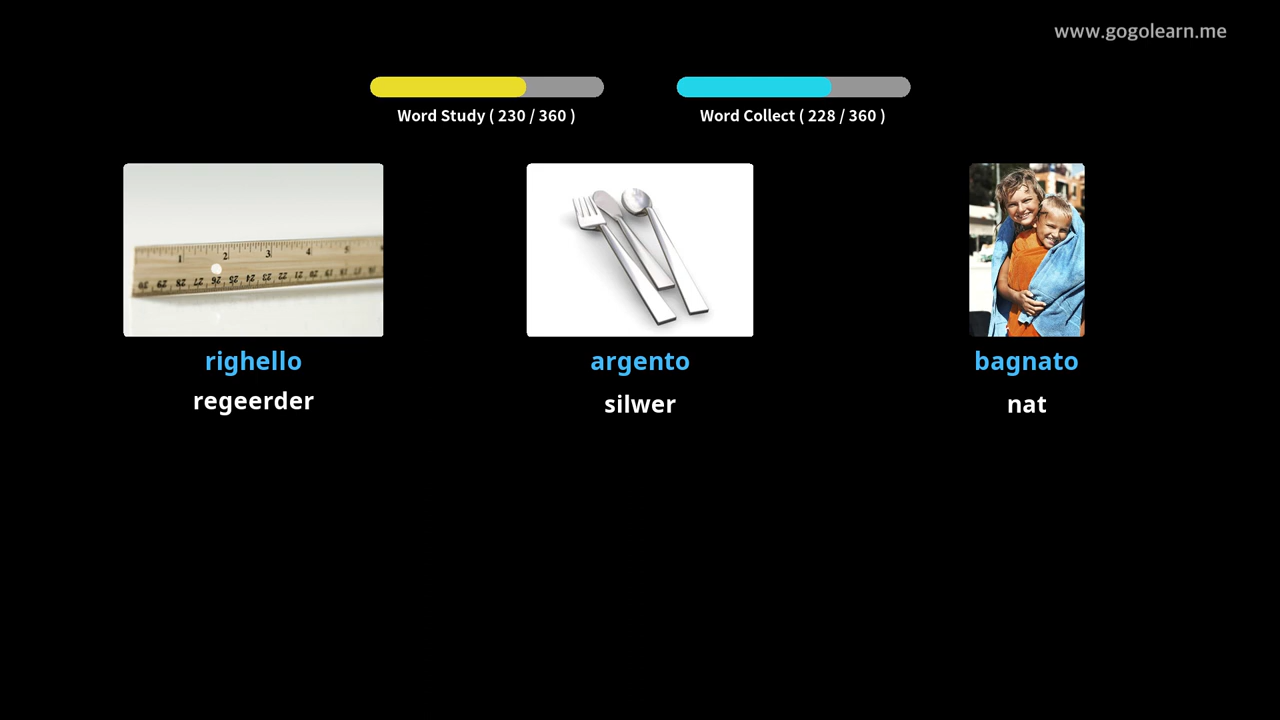 www.gogolearn.me
Word Study ( 230 / 360 )
Word Collect ( 228 / 360 )
righello
regeerder
argento
silwer
bagnato
nat